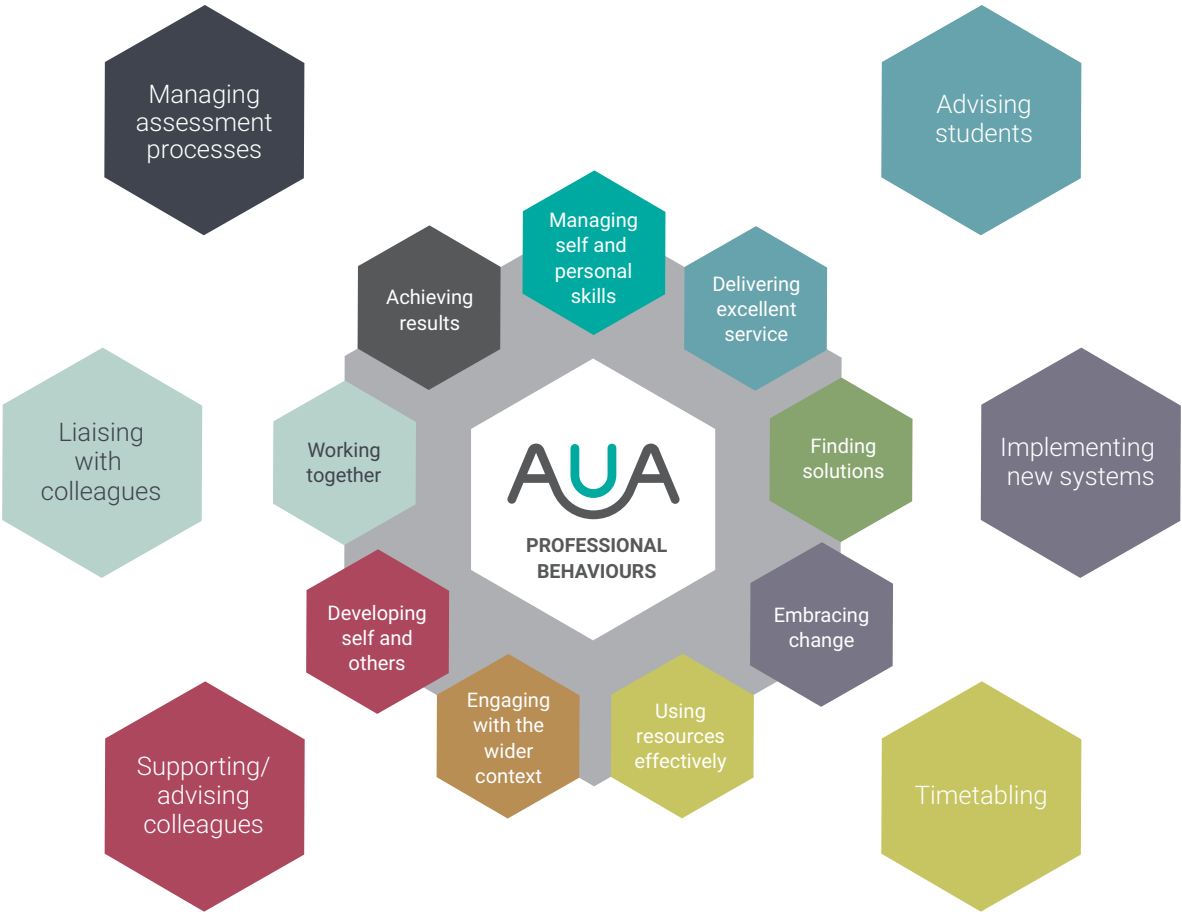 Managing
assessment
processes
Advising
students
Managing
self and
personal
skills
Achieving
results
Delivering
excellent
service
Liaising
with
colleagues
Working
together
AUA
PROFESSIONAL
BEHAVIOURS
Finding
solutions
Implementing
new systems
Developing
self and
others
Embracing
change
Engaging
with the
wider
context
Using
resources
effectively
Supporting/
advising
colleagues
Timetabling